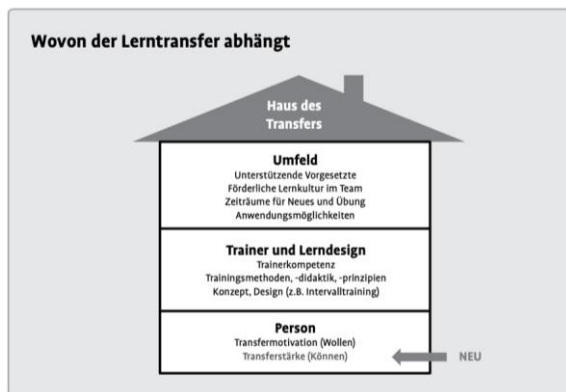 Wovon der Lerntransfer abhängt
Haus des
Transfers
Umfeld
Unterstützende Vorgesetzte
Förderliche Lernkultur im Team
Zeiträume für Neues und Übung
Anwendungsmöglichkeiten
Trainer und Lerndesign
Trainerkompetenz
Trainingsmethoden, -didaktik, -prinzipien
Konzept, Design (z.B. Intervalltraining)
Person
Transfermotivation (Wollen)
Transferstärke (Können)
NEU